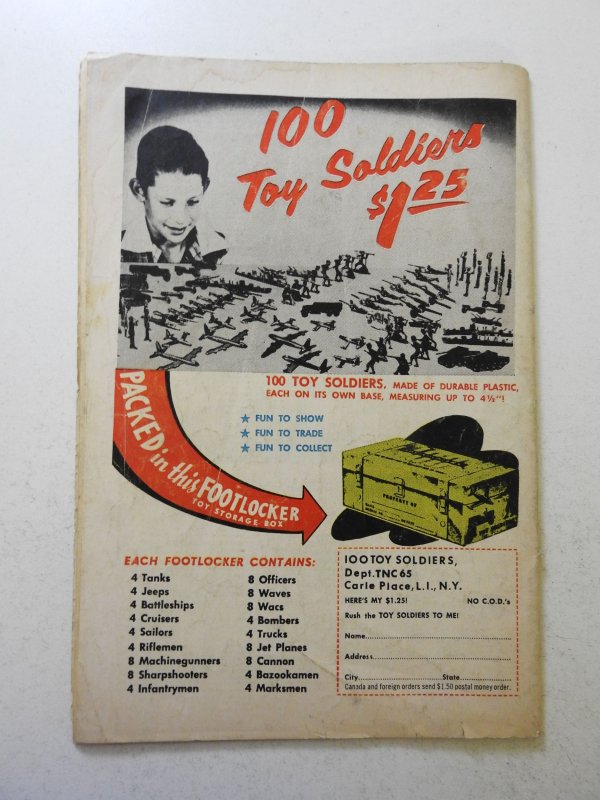 100
Toy Soldiers
$1.25
100 TOY SOLDIERS, MADE OF DURABLE PLASTIC,
EACH ON ITS OWN BASE, MEASURING UP TO 4½"!
★ FUN TO SHOW
★ FUN TO TRADE
★ FUN TO COLLECT
PACKED in this FOOTLOCKER
TOY STORAGE BOX
PROPERTY OF
EACH FOOTLOCKER CONTAINS:
4 Tanks
4 Jeeps
4 Battleships
4 Cruisers
4 Sailors
4 Riflemen
8 Machinegunners
8 Sharpshooters
4 Infantrymen
8 Officers
8 Waves
8 Wacs
4 Bombers
4 Trucks
8 Jet Planes
8 Cannon
4 Bazookamen
4 Marksmen
100 TOY SOLDIERS,
Dept. TNC 65
Carle Place, L.I., N.Y.
HERE'S MY $1.25! NO C.O.D.'s
Rush the TOY SOLDIERS TO ME!
Name
Address
City State
Canada and foreign orders send $1.50 postal money order.